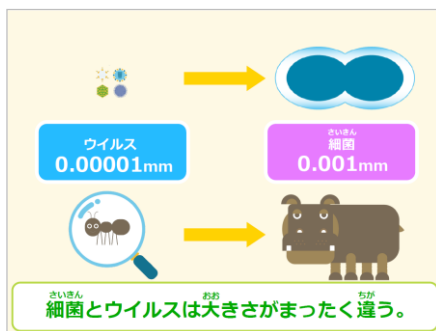 ウイルス
0.00001mm
さいきん
細菌
0.001mm
さいきん おお ちが
細菌とウイルスは大きさがまったく違う。